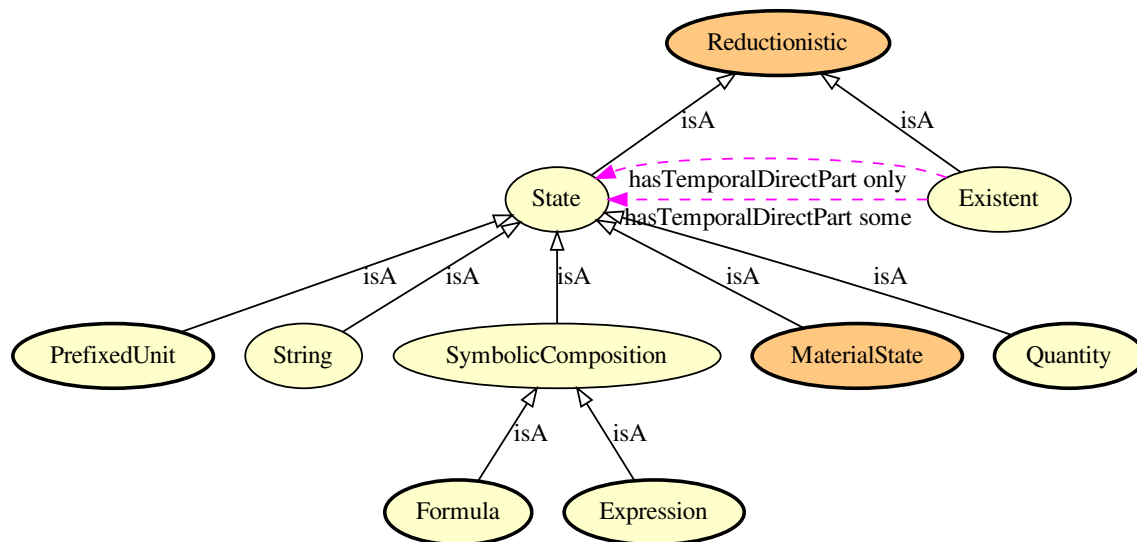 Reductionistic
isA
isA
hasTemporalDirectPart only
State
Existent
hasTemporalDirectPart some
isA
isA
isA
isA
isA
PrefixedUnit
String
SymbolicComposition
MaterialState
Quantity
isA
isA
Formula
Expression